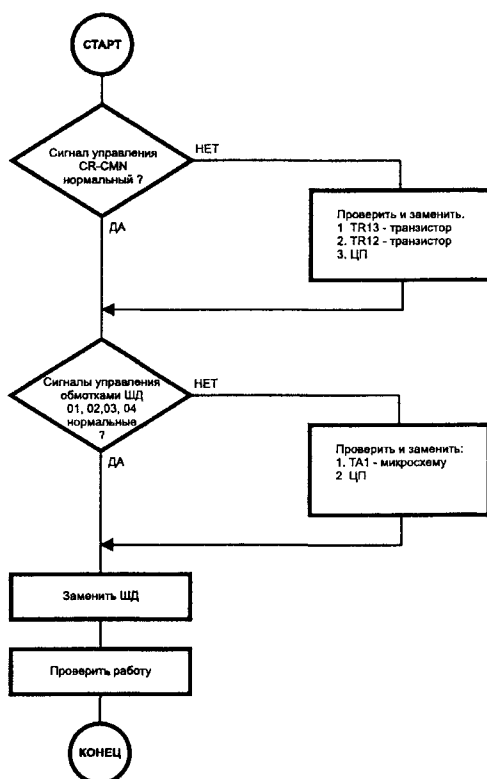 СТАРТ
Сигнал управления
CR-CMN
нормальный ?
НЕТ
ДА
Проверить и заменить.
1 TR13 - транзистор
2. TR12 - транзистор
3. ЦП
Сигналы управления
обмотками ШД
01, 02,03, 04
нормальные
?
НЕТ
ДА
Проверить и заменить:
1. TA1 - микросхему
2 ЦП
Заменить ШД
Проверить работу
КОНЕЦ